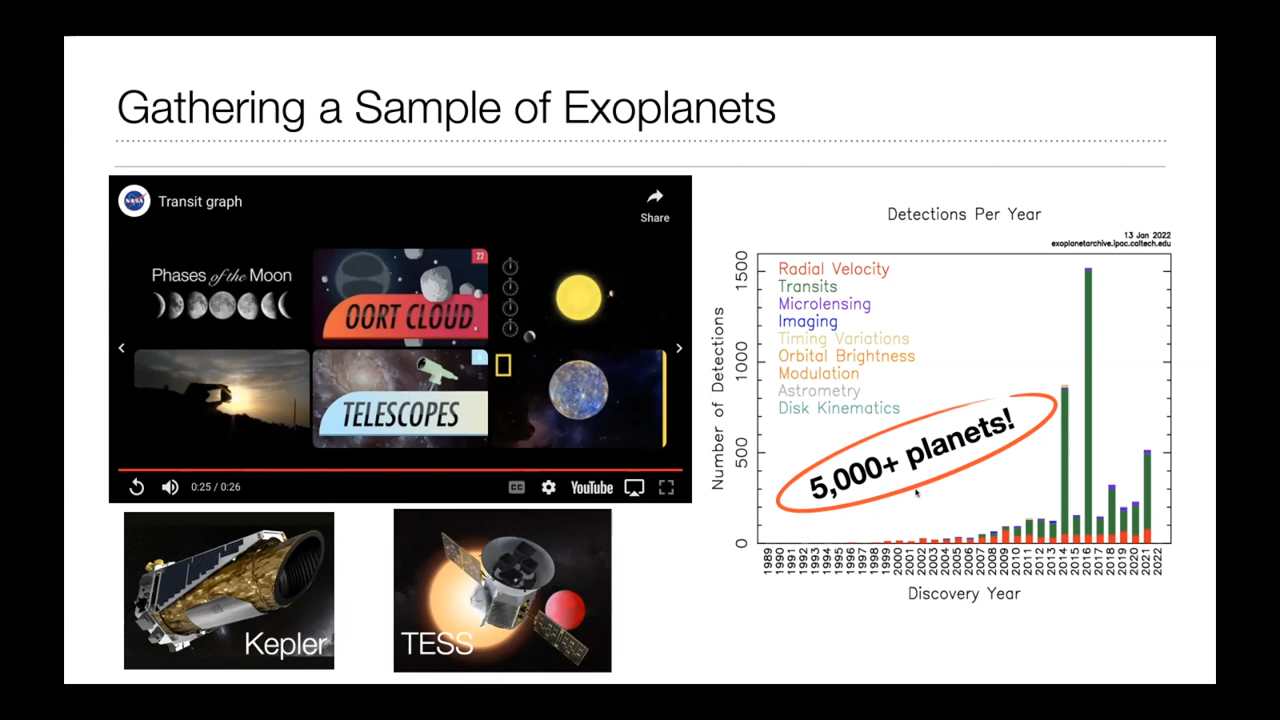 Gathering a Sample of Exoplanets
NASA
Transit graph
Share
Phases of the Moon
22
OORT CLOUD
TELESCOPES
0:25 / 0:26
CC
YouTube
Kepler
TESS
Detections Per Year
13 Jan 2022
exoplanetarchive.ipac.caltech.edu
Radial Velocity
Transits
Microlensing
Imaging
Timing Variations
Orbital Brightness
Modulation
Astrometry
Disk Kinematics
5,000+ planets!
Number of Detections
0
500
1000
1500
1989 1990 1991 1992 1993 1994 1995 1996 1997 1998 1999 2000 2001 2002 2003 2004 2005 2006 2007 2008 2009 2010 2011 2012 2013 2014 2015 2016 2017 2018 2019 2020 2021 2022
Discovery Year